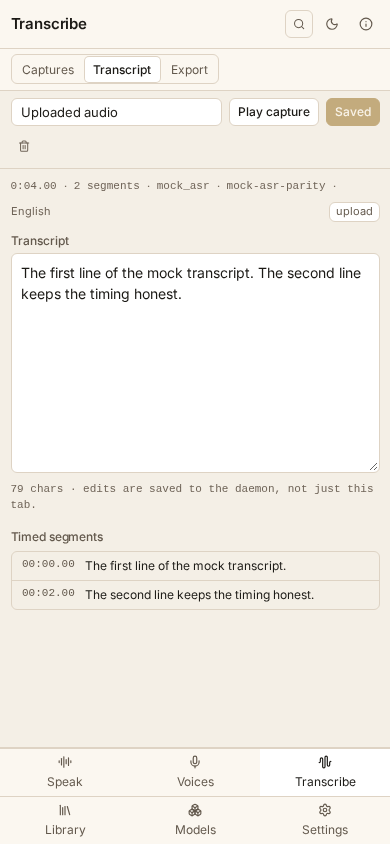 Transcribe
Captures Transcript Export
Uploaded audio Play capture Saved
0:04.00 · 2 segments · mock_asr · mock-asr-parity ·
English upload
Transcript
The first line of the mock transcript. The second line
keeps the timing honest.
79 chars · edits are saved to the daemon, not just this
tab.
Timed segments
00:00.00 The first line of the mock transcript.
00:02.00 The second line keeps the timing honest.
Speak Voices Transcribe
Library Models Settings